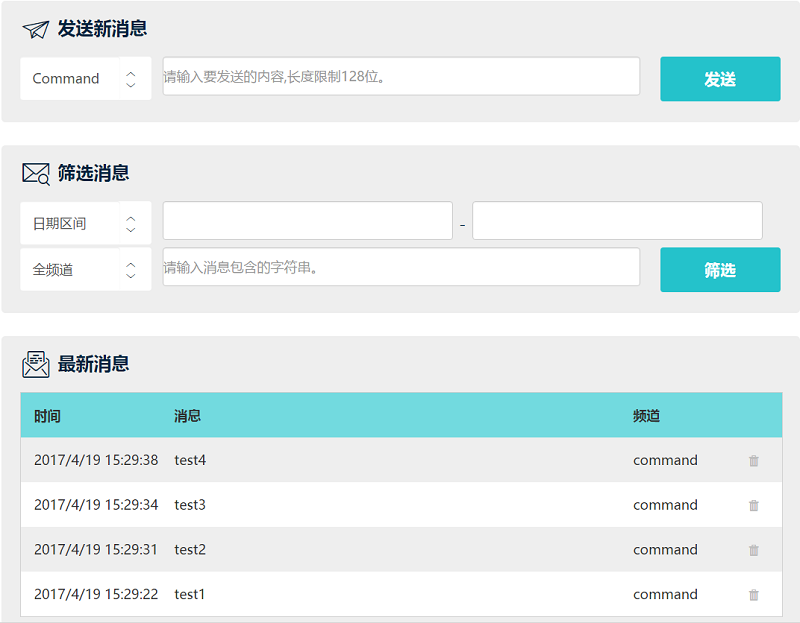 发送新消息
Command 请输入要发送的内容,长度限制128位。 发送
筛选消息
日期区间 -
全频道 请输入消息包含的字符串。 筛选
最新消息
时间 消息 频道
2017/4/19 15:29:38 test4 command
2017/4/19 15:29:34 test3 command
2017/4/19 15:29:31 test2 command
2017/4/19 15:29:22 test1 command